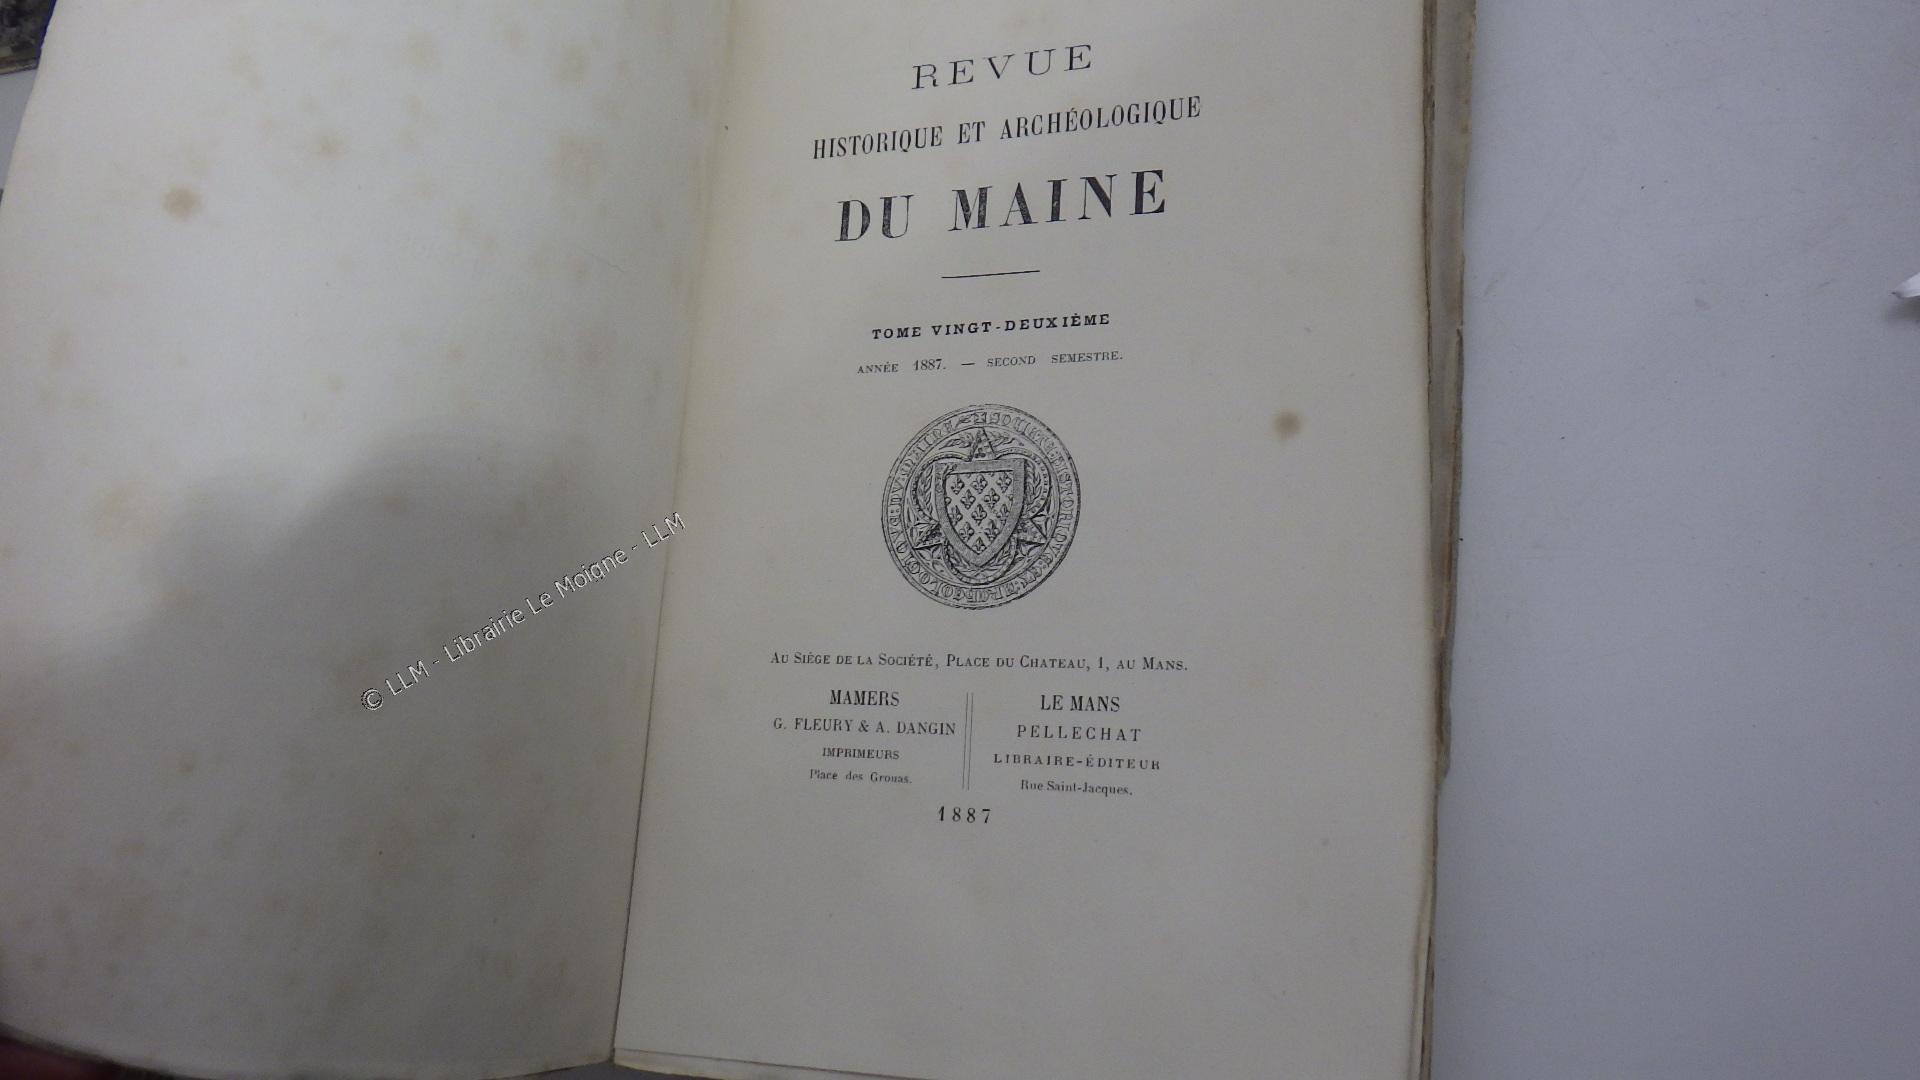 REVUE
HISTORIQUE ET ARCHÉOLOGIQUE
DU MAINE
TOME VINGT-DEUXIÈME
ANNÉE 1887. — SECOND SEMESTRE.
AU SIÈGE DE LA SOCIÉTÉ, PLACE DU CHATEAU, 1, AU MANS.
MAMERS
G. FLEURY & A. DANGIN
IMPRIMEURS
Place des Grouas.
LE MANS
PELLECHAT
LIBRAIRE-ÉDITEUR
Rue Saint-Jacques.
1887
© LLM - Librairie Le Moigne - LLM